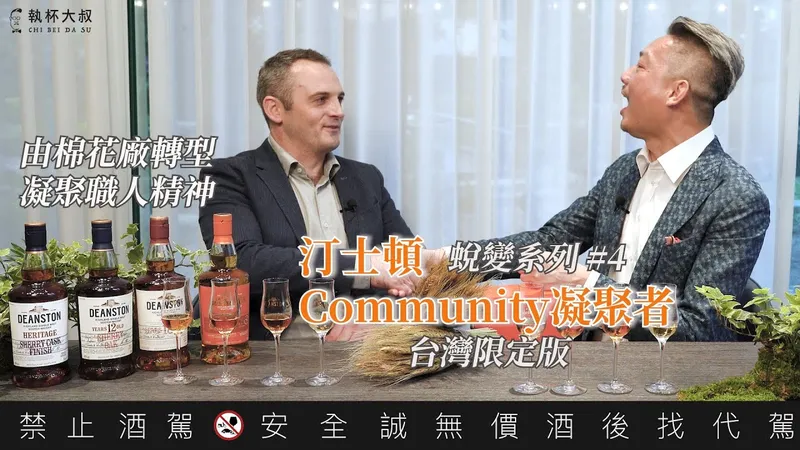 執杯大叔
CHI BEI DA SU
由棉花廠轉型
凝聚職人精神
汀士頓 蛻變系列 #4
Community凝聚者
台灣限定版
DEANSTON
HERITAGE
SHERRY CASK
FINISH
DEANSTON
YEARS 12 OLD
SHERRY
DEANSTON
禁止酒駕 安全誠無價酒後找代駕